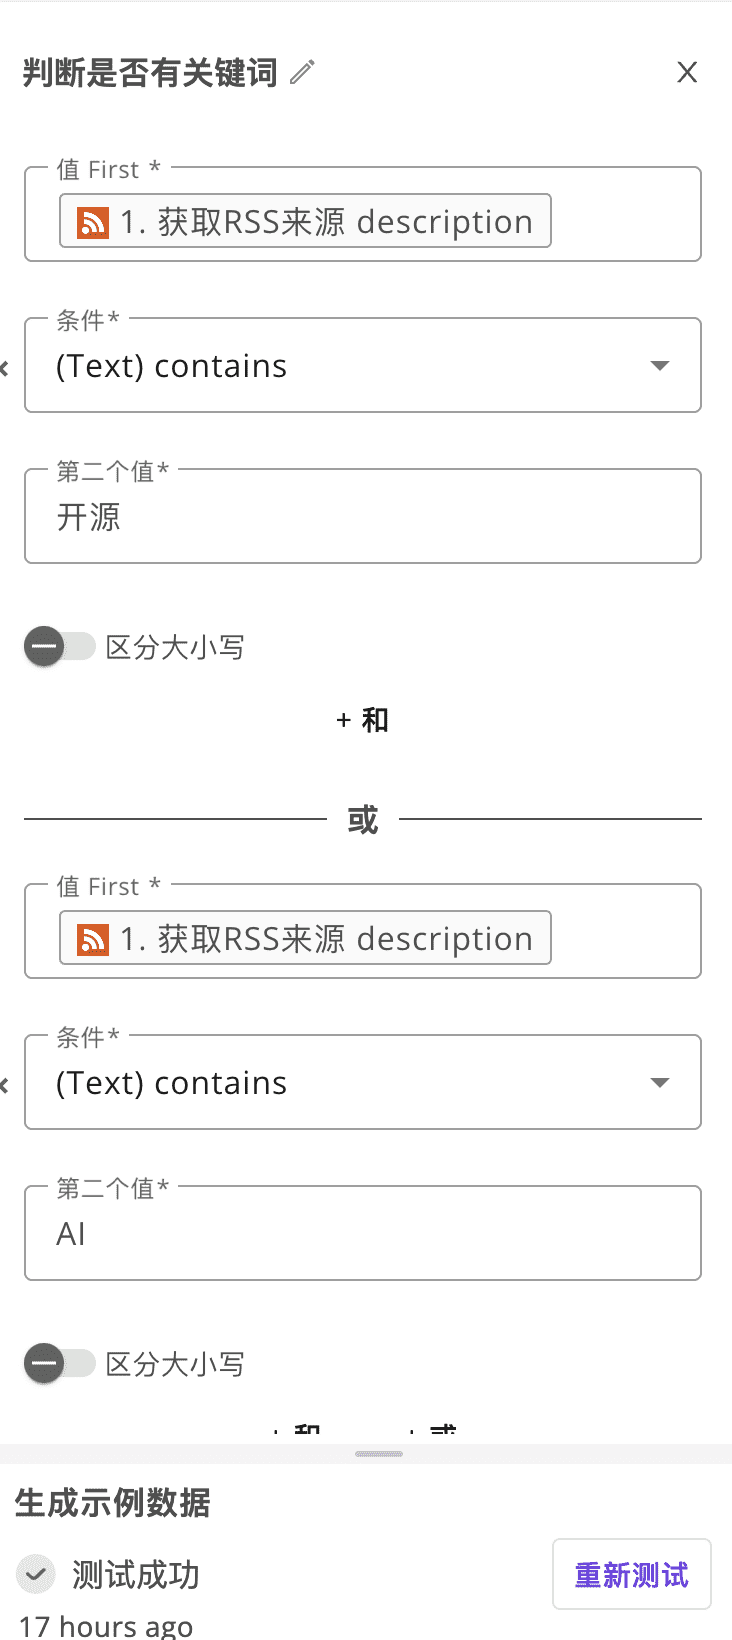 判断是否有关键词
X
值 First *
1. 获取RSS来源 description
条件*
(Text) contains
第二个值*
开源
区分大小写
+ 和
或
值 First *
1. 获取RSS来源 description
条件*
(Text) contains
第二个值*
AI
区分大小写
+ 和 + 或
生成示例数据
测试成功
重新测试
17 hours ago